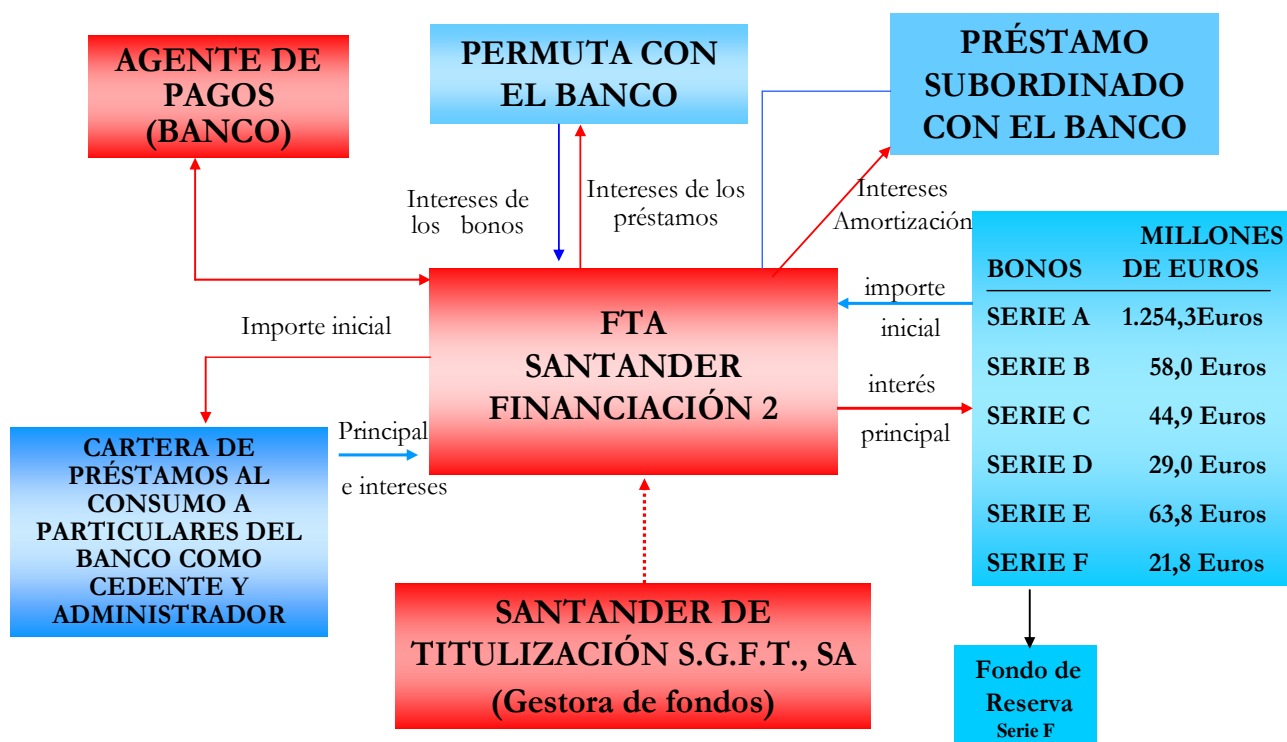 AGENTE DE
PAGOS
(BANCO)
PERMUTA CON
EL BANCO
PRÉSTAMO
SUBORDINADO
CON EL BANCO
Intereses de
los bonos
Intereses de los
préstamos
Intereses
Amortización
MILLONES
BONOS DE EUROS
SERIE A 1.254,3Euros
SERIE B 58,0 Euros
SERIE C 44,9 Euros
SERIE D 29,0 Euros
SERIE E 63,8 Euros
SERIE F 21,8 Euros
importe
inicial
interés
principal
FTA
SANTANDER
FINANCIACIÓN 2
Importe inicial
Principal
e intereses
CARTERA DE
PRÉSTAMOS AL
CONSUMO A
PARTICULARES DEL
BANCO COMO
CEDENTE Y
ADMINISTRADOR
SANTANDER DE
TITULIZACIÓN S.G.F.T., SA
(Gestora de fondos)
Fondo de
Reserva
Serie F